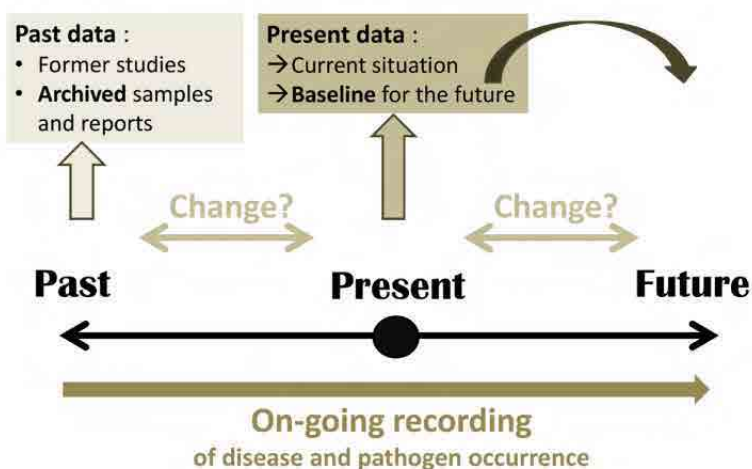 Past data :
• Former studies
• Archived samples
and reports
Present data :
→Current situation
→Baseline for the future
Change?
Change?
Past
Present
Future
On-going recording
of disease and pathogen occurrence